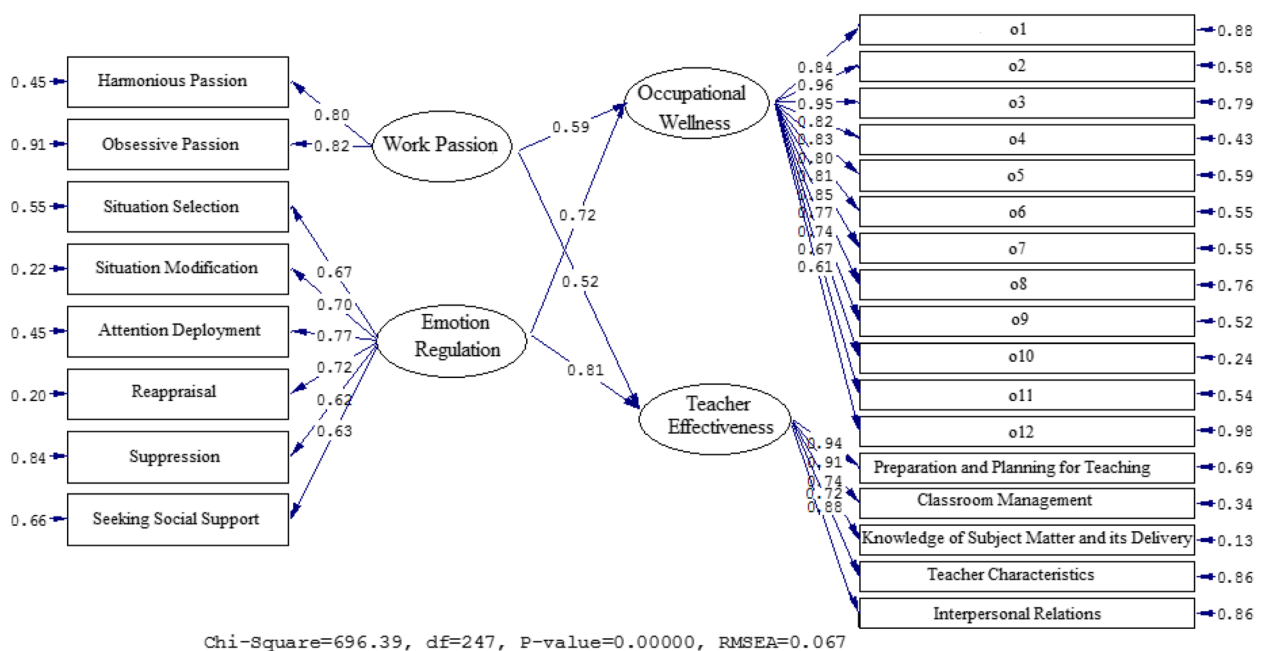 0.45
Harmonious Passion
0.91
Obsessive Passion
0.55
Situation Selection
0.22
Situation Modification
0.45
Attention Deployment
0.20
Reappraisal
0.84
Suppression
0.66
Seeking Social Support
0.80
0.82
Work Passion
0.67
0.70
0.77
0.72
0.62
0.63
Emotion
Regulation
0.59
0.72
0.52
0.81
Occupational
Wellness
Teacher
Effectiveness
0.84
0.96
0.95
0.82
0.83
0.80
0.81
0.85
0.77
0.74
0.67
0.61
0.94
0.91
0.74
0.72
0.88
o1
0.88
o2
0.58
o3
0.79
o4
0.43
o5
0.59
o6
0.55
o7
0.55
o8
0.76
o9
0.52
o10
0.24
o11
0.54
o12
0.98
Preparation and Planning for Teaching
0.69
Classroom Management
0.34
Knowledge of Subject Matter and its Delivery
0.13
Teacher Characteristics
0.86
Interpersonal Relations
0.86
Chi-Square=696.39, df=247, P-value=0.00000, RMSEA=0.067